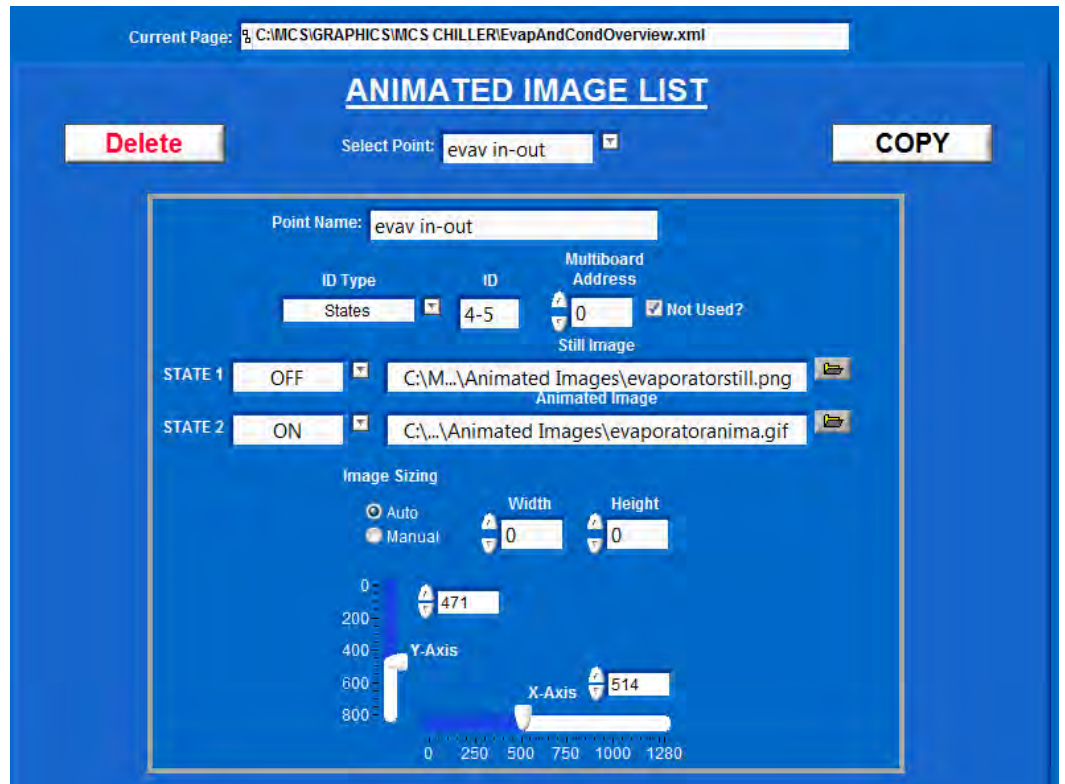 Current Page: C:\MCS\GRAPHICS\MCS CHILLER\EvapAndCondOverview.xml
ANIMATED IMAGE LIST
Delete
Select Point: evav in-out
COPY
Point Name: evav in-out
Multiboard
ID Type ID Address
States 4-5 0 Not Used?
Still Image
STATE 1 OFF C:\M...\Animated Images\evaporatorstill.png
Animated Image
STATE 2 ON C:\...\Animated Images\evaporatoranima.gif
Image Sizing
Width Height
Auto
Manual 0 0
0
471
200
400 Y-Axis
600
X-Axis 514
800
0 250 500 750 1000 1280